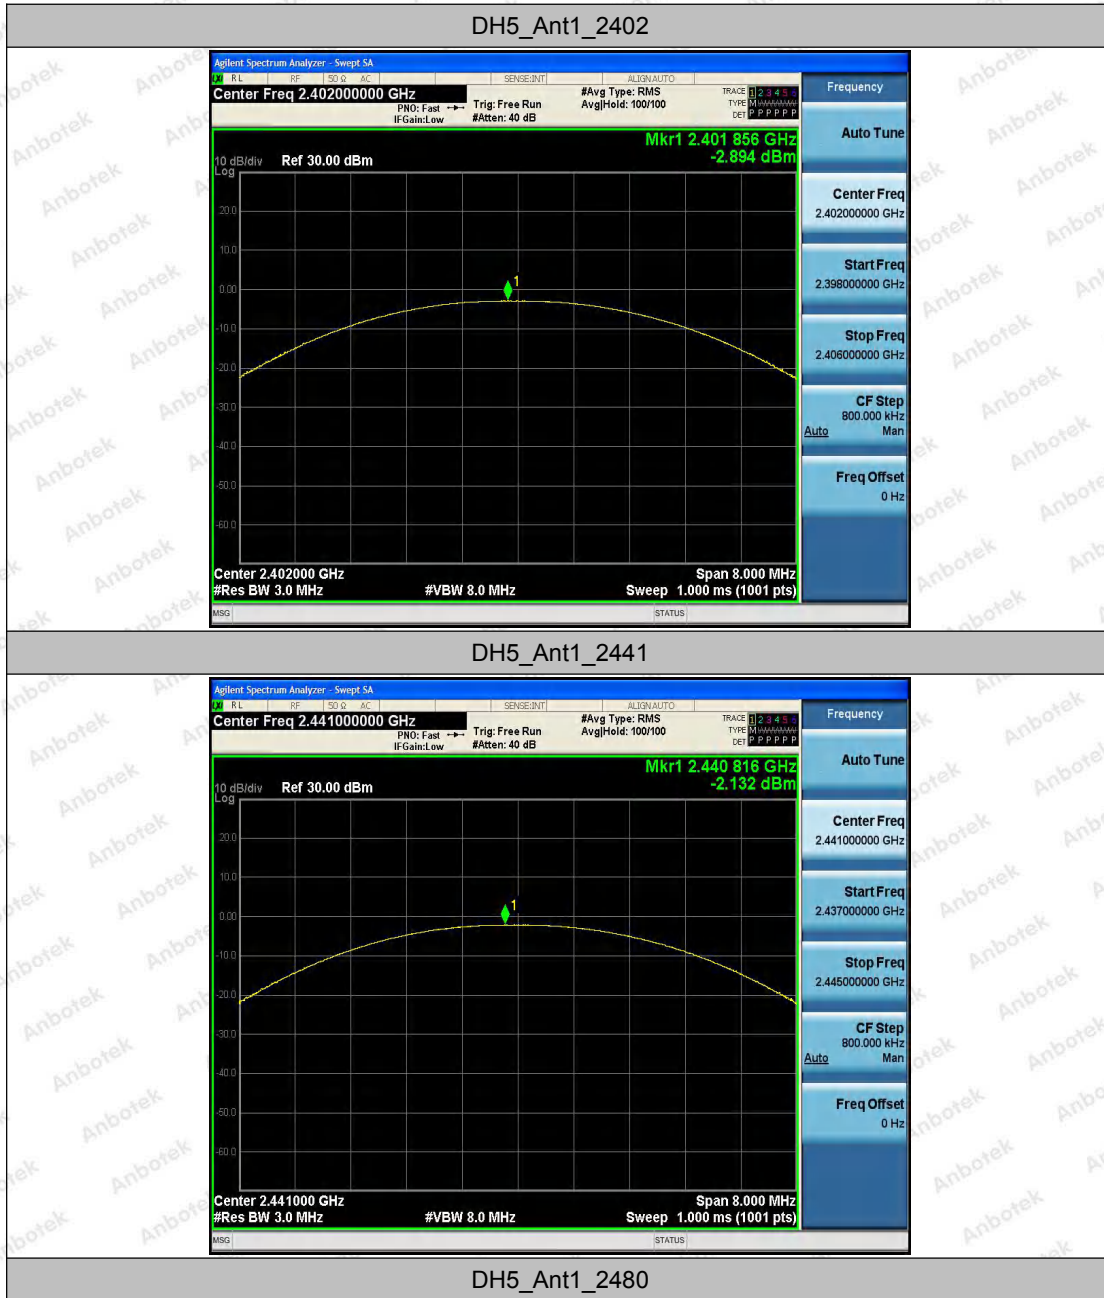 DH5_Ant1_2402
Agilent Spectrum Analyzer - Swept SA
RL RF 50 Ω AC SENSE:INT ALIGNAUTO
Center Freq 2.402000000 GHz
PNO: Fast
IFGain:Low
Trig: Free Run
#Atten: 40 dB
#Avg Type: RMS
Avg|Hold: 100/100
TRACE 1 2 3 4 5 6
TYPE M
DET P P P P P P
Mkr1 2.401 856 GHz
-2.894 dBm
10 dB/div Ref 30.00 dBm
Log
20.0
10.0
0.00
-10.0
-20.0
-30.0
-40.0
-50.0
-60.0
1
Center 2.402000 GHz Span 8.000 MHz
#Res BW 3.0 MHz #VBW 8.0 MHz Sweep 1.000 ms (1001 pts)
MSG STATUS
Frequency
Auto Tune
Center Freq
2.402000000 GHz
Start Freq
2.398000000 GHz
Stop Freq
2.406000000 GHz
CF Step
800.000 kHz
Auto Man
Freq Offset
0 Hz
DH5_Ant1_2441
Agilent Spectrum Analyzer - Swept SA
RL RF 50 Ω AC SENSE:INT ALIGNAUTO
Center Freq 2.441000000 GHz
PNO: Fast
IFGain:Low
Trig: Free Run
#Atten: 40 dB
#Avg Type: RMS
Avg|Hold: 100/100
TRACE 1 2 3 4 5 6
TYPE M
DET P P P P P P
Mkr1 2.440 816 GHz
-2.132 dBm
10 dB/div Ref 30.00 dBm
Log
20.0
10.0
0.00
-10.0
-20.0
-30.0
-40.0
-50.0
-60.0
1
Center 2.441000 GHz Span 8.000 MHz
#Res BW 3.0 MHz #VBW 8.0 MHz Sweep 1.000 ms (1001 pts)
MSG STATUS
Frequency
Auto Tune
Center Freq
2.441000000 GHz
Start Freq
2.437000000 GHz
Stop Freq
2.445000000 GHz
CF Step
800.000 kHz
Auto Man
Freq Offset
0 Hz
DH5_Ant1_2480